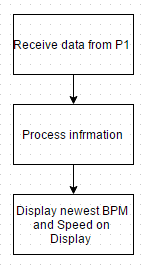 Receive data from P1
Process infrmation
Display newest BPM
and Speed on
Display